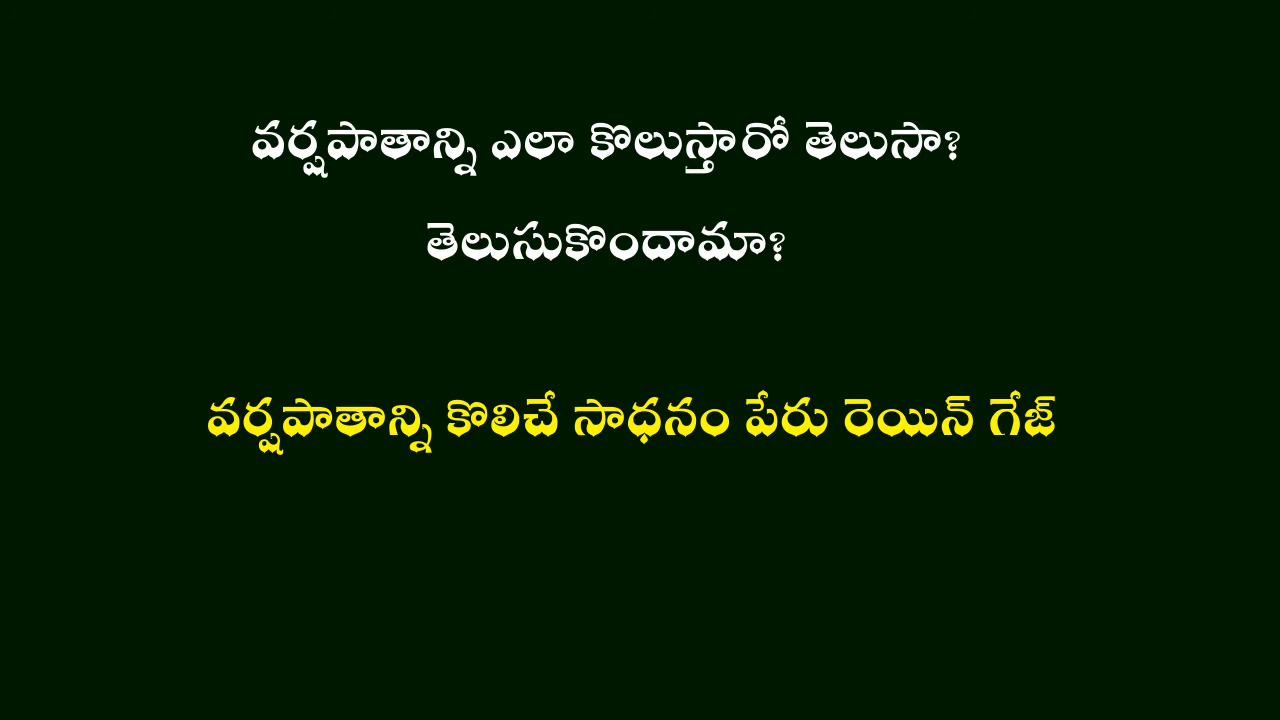 వర్షపాతాన్ని ఎలా కొలుస్తారో తెలుసా?
తెలుసుకొందామా?
వర్షపాతాన్ని కొలిచే సాధనం పేరు రెయిన్ గేజ్